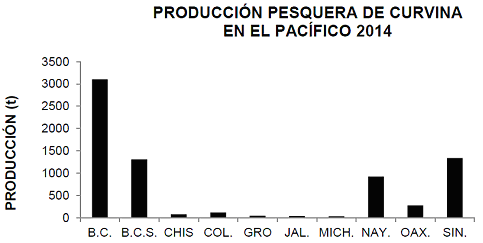 PRODUCCIÓN PESQUERA DE CURVINA
EN EL PACÍFICO 2014
PRODUCCIÓN (t)
3500
3000
2500
2000
1500
1000
500
0
B.C. B.C.S. CHIS COL. GRO JAL. MICH. NAY. OAX. SIN.